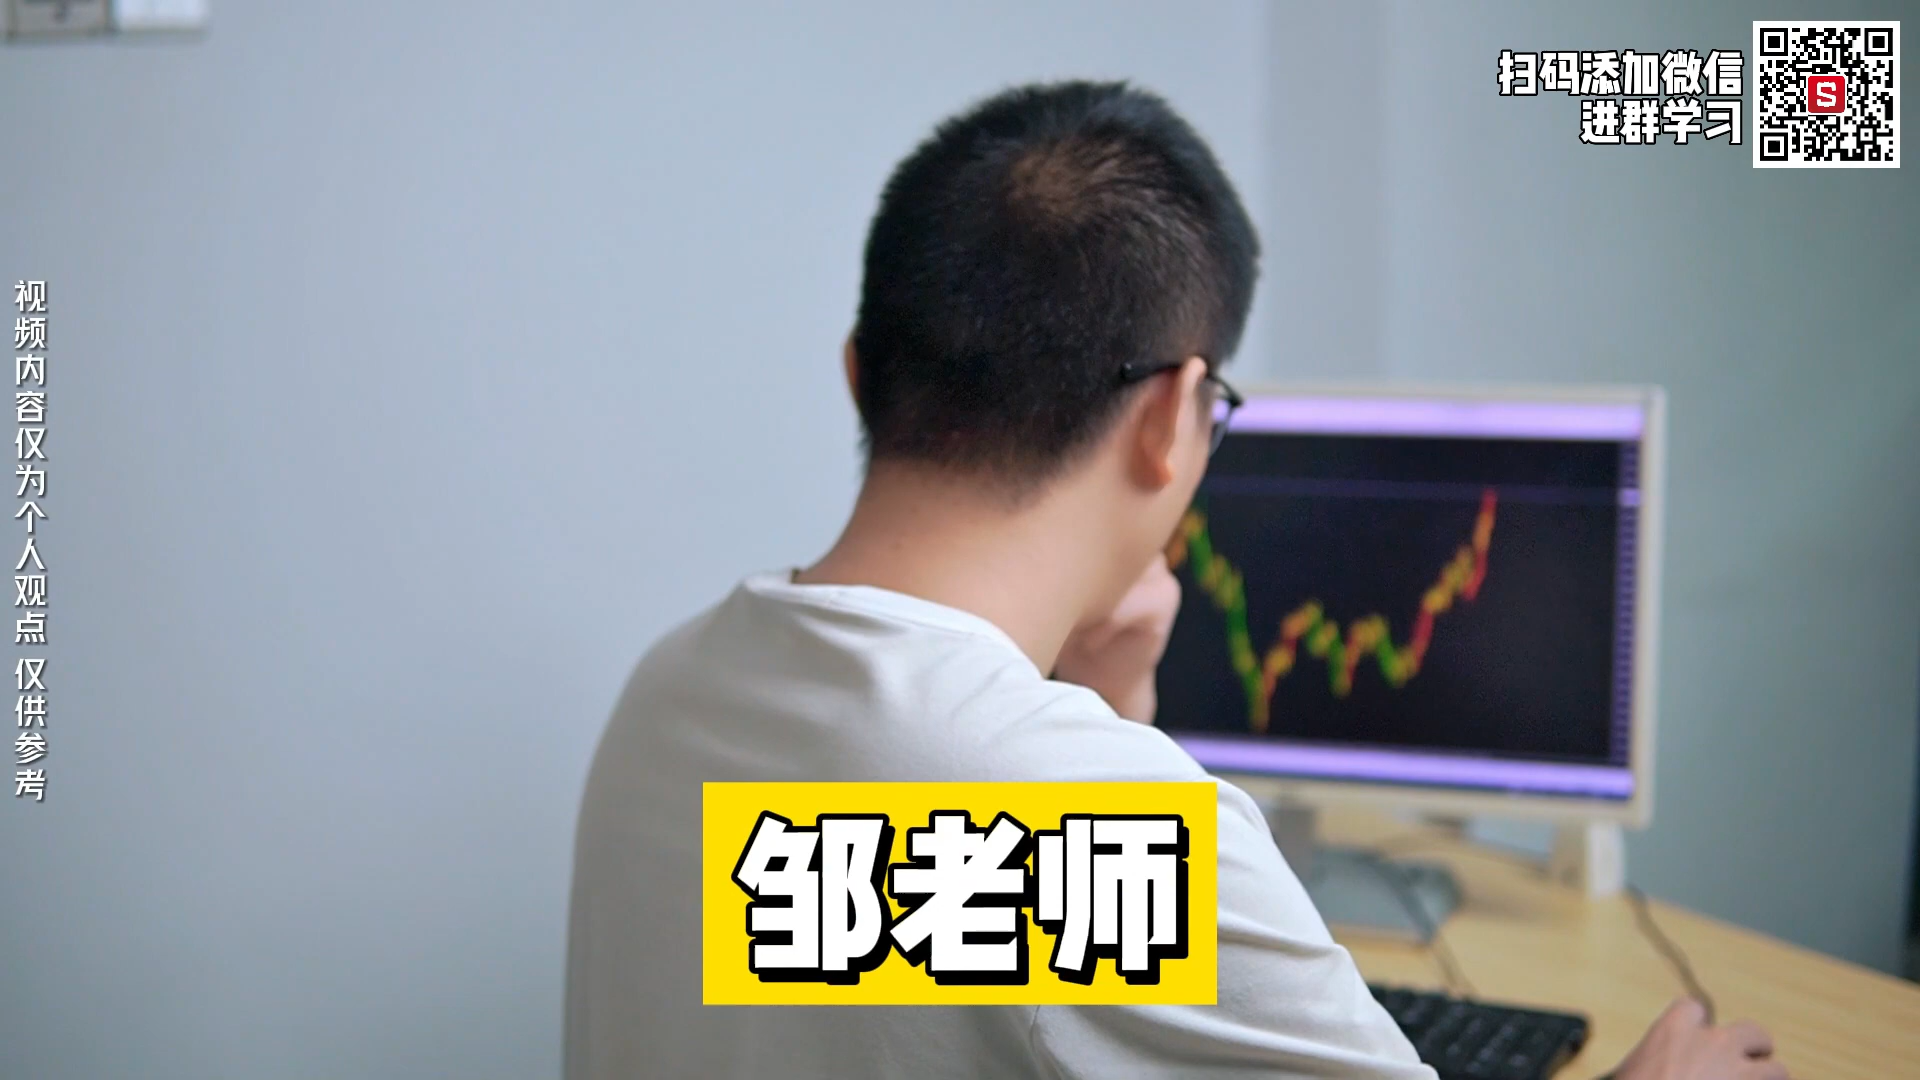 扫码添加微信
进群学习
视频内容仅为个人观点 仅供参考
邹老师